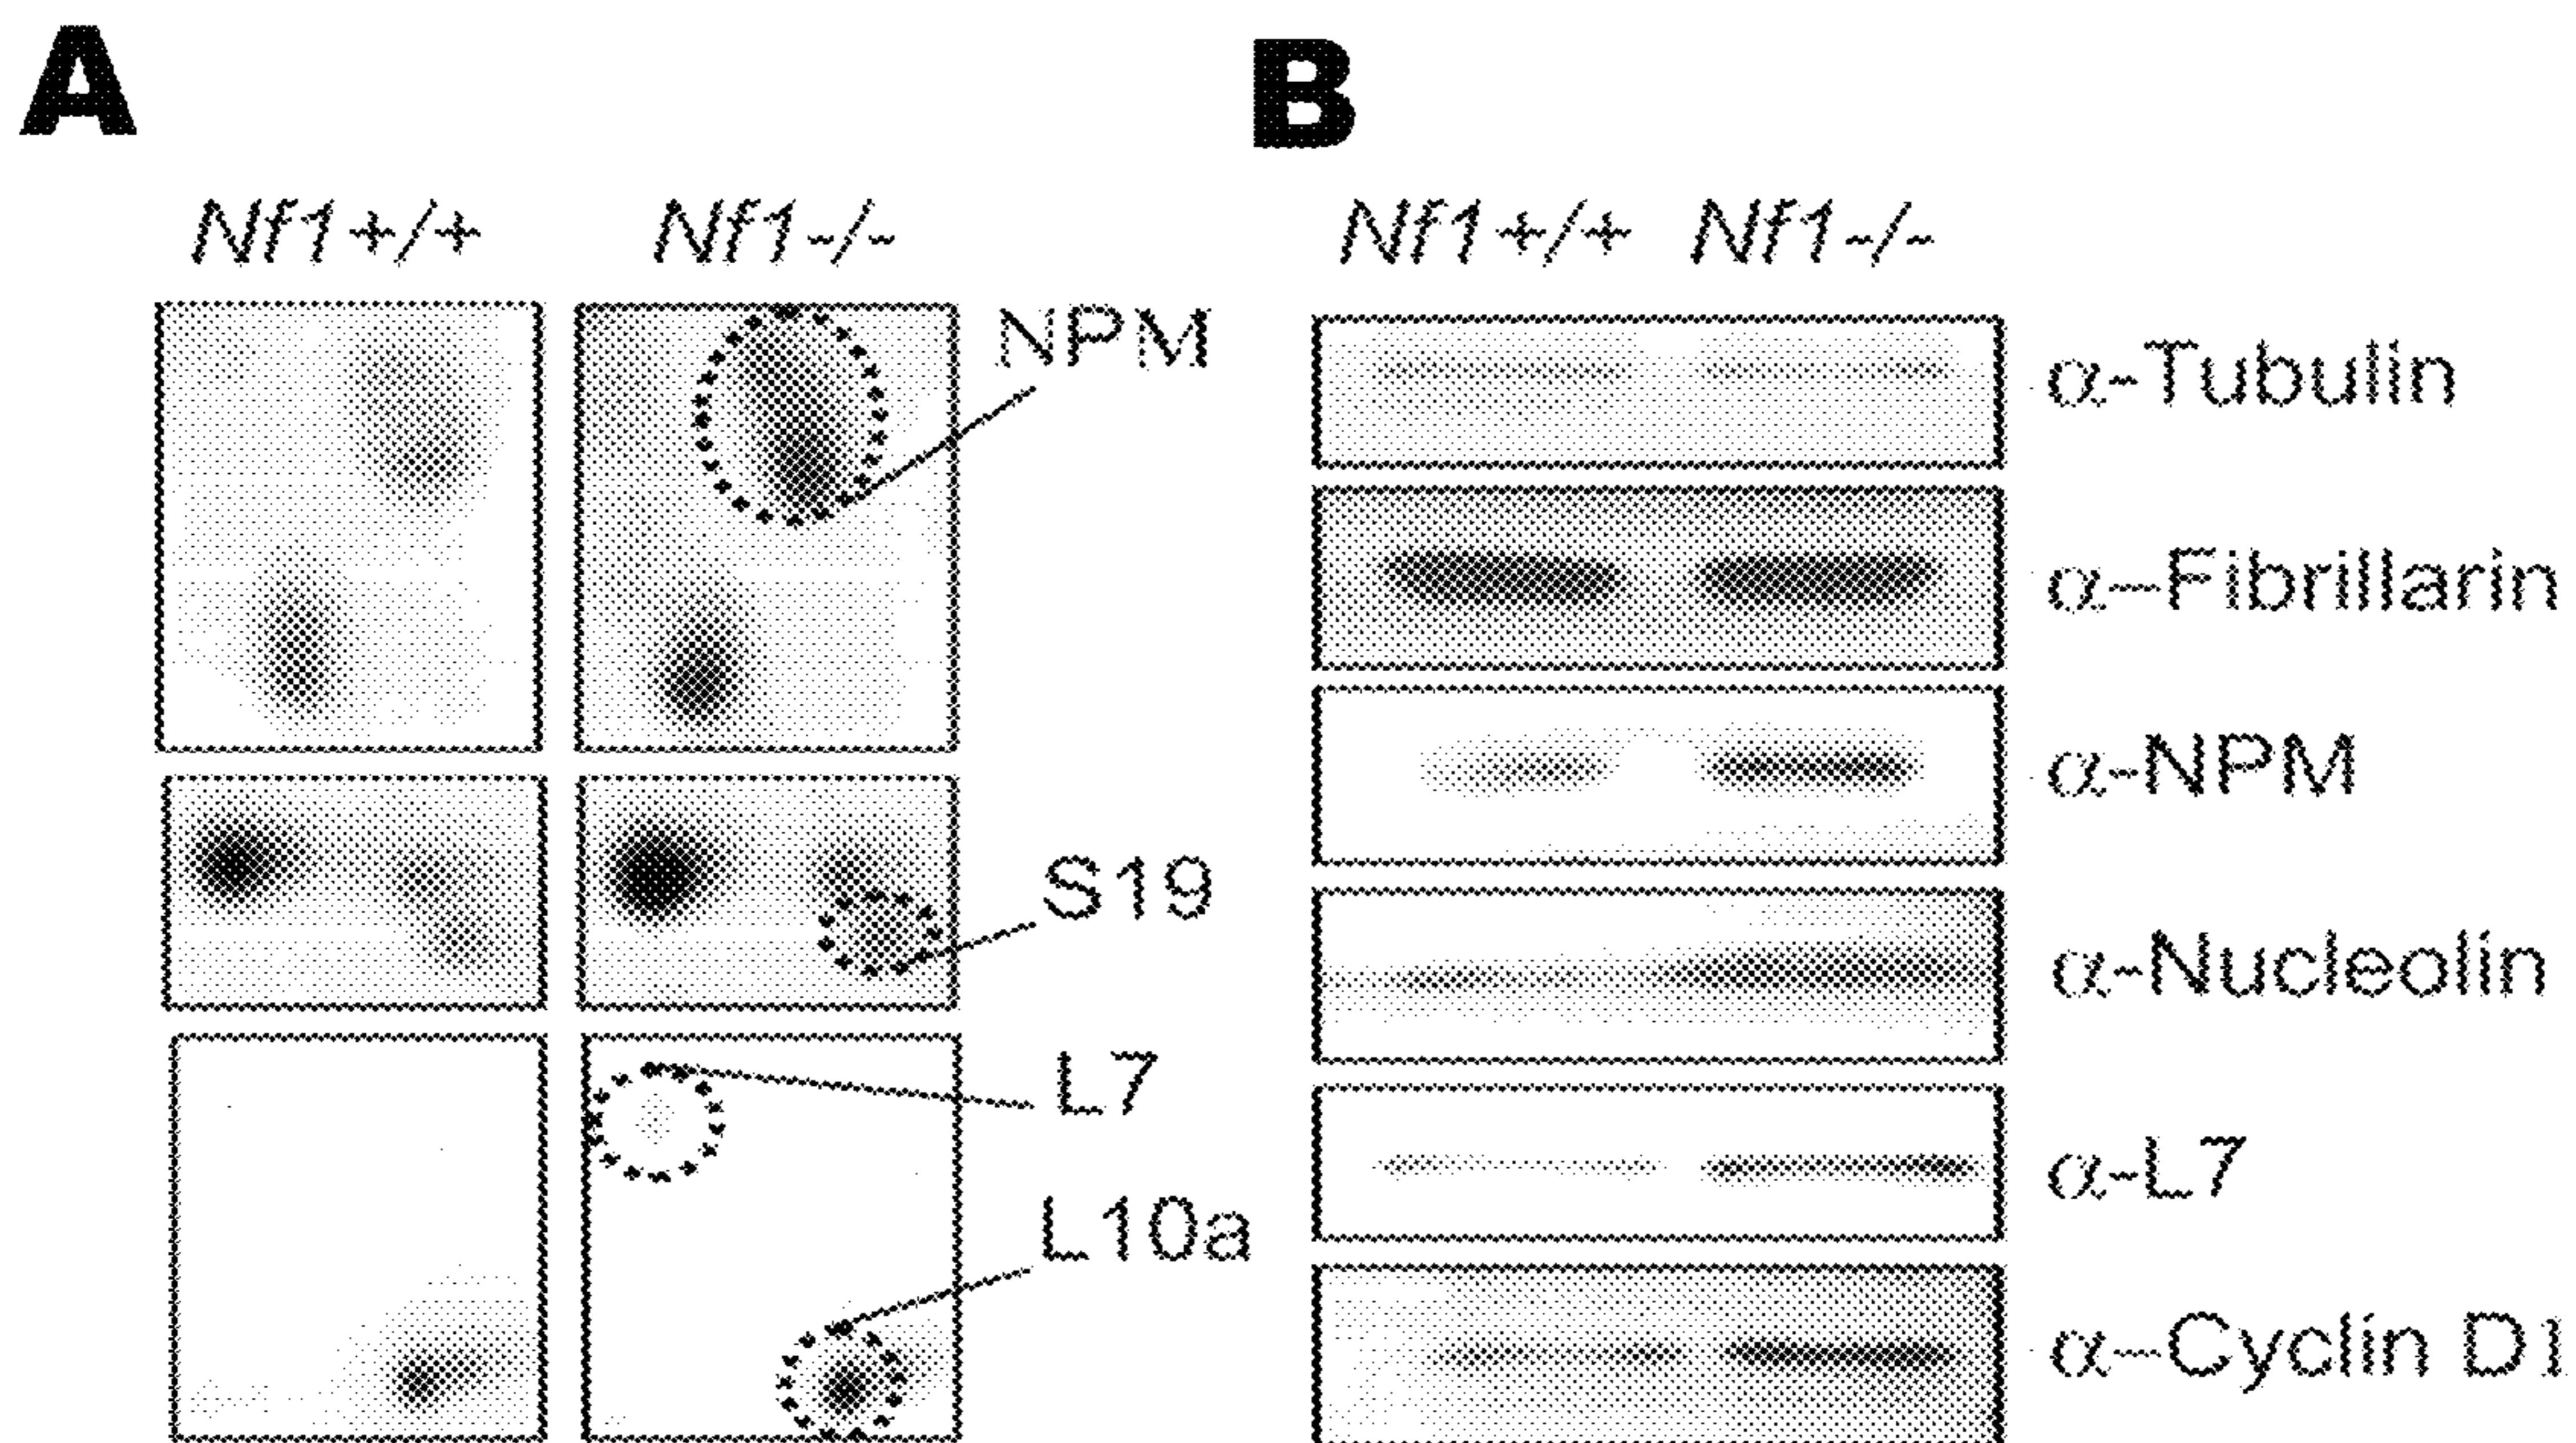 A
B
Nf1+/+ Nf1-/-
Nf1+/+ Nf1-/-
NPM
S19
L7
L10a
α-Tubulin
α-Fibrillarin
α-NPM
α-Nucleolin
α-L7
α-Cyclin D1